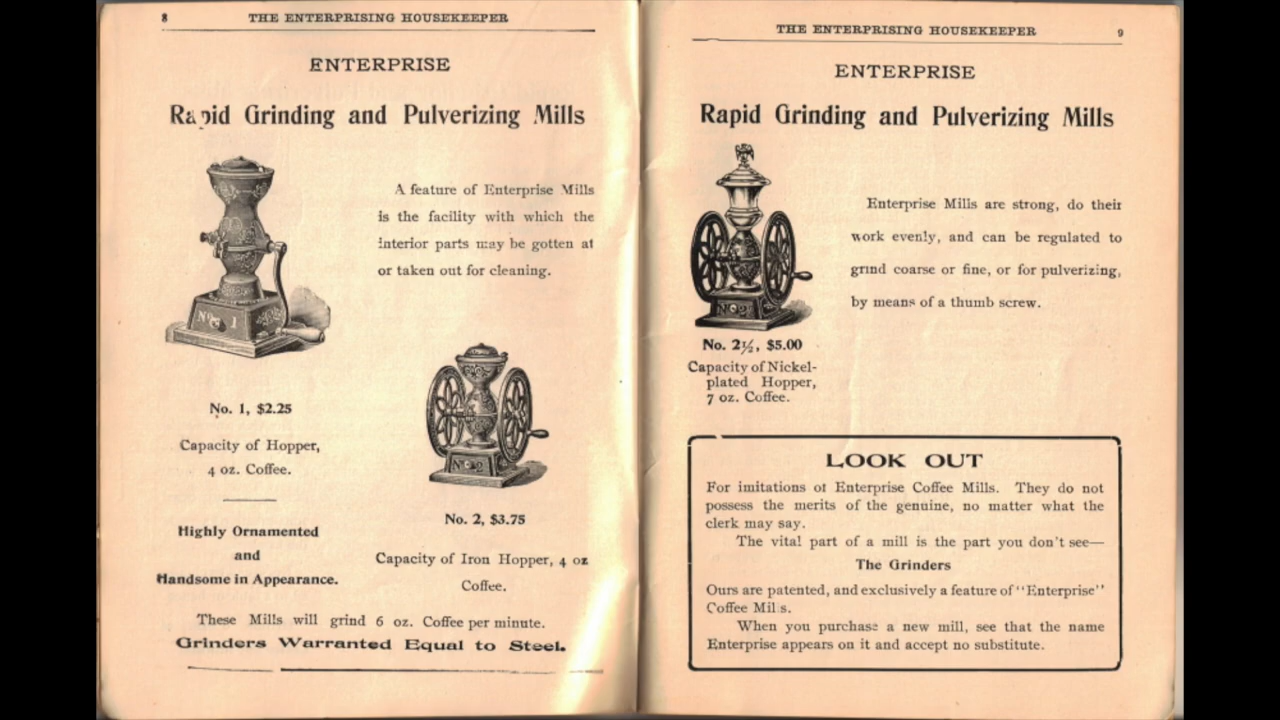 8
THE ENTERPRISING HOUSEKEEPER
ENTERPRISE
Rapid Grinding and Pulverizing Mills
A feature of Enterprise Mills
is the facility with which the
interior parts may be gotten at
or taken out for cleaning.
No 1
No. 1, $2.25
Capacity of Hopper,
4 oz. Coffee.
Highly Ornamented
and
Handsome in Appearance.
No 2
No. 2, $3.75
Capacity of Iron Hopper, 4 oz
Coffee.
These Mills will grind 6 oz. Coffee per minute.
Grinders Warranted Equal to Steel.
THE ENTERPRISING HOUSEKEEPER
9
ENTERPRISE
Rapid Grinding and Pulverizing Mills
Enterprise Mills are strong, do their
work evenly, and can be regulated to
grind coarse or fine, or for pulverizing,
by means of a thumb screw.
No. 2½, $5.00
Capacity of Nickel-
plated Hopper,
7 oz. Coffee.
LOOK OUT
For imitations of Enterprise Coffee Mills. They do not
possess the merits of the genuine, no matter what the
clerk may say.
The vital part of a mill is the part you don't see—
The Grinders
Ours are patented, and exclusively a feature of "Enterprise"
Coffee Mills.
When you purchase a new mill, see that the name
Enterprise appears on it and accept no substitute.